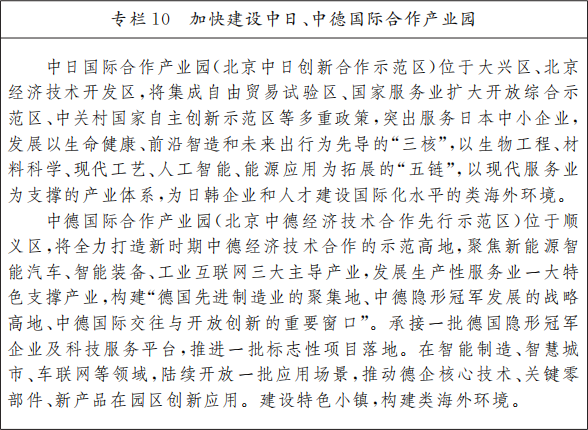 专栏10 加快建设中日、中德国际合作产业园
中日国际合作产业园(北京中日创新合作示范区)位于大兴区、北京
经济技术开发区，将集成自由贸易试验区、国家服务业扩大开放综合示
范区、中关村国家自主创新示范区等多重政策，突出服务日本中小企业，
发展以生命健康、前沿智造和未来出行为先导的“三核”，以生物工程、材
料科学、现代工艺、人工智能、能源应用为拓展的“五链”，以现代服务业
为支撑的产业体系，为日韩企业和人才建设国际化水平的类海外环境。
中德国际合作产业园(北京中德经济技术合作先行示范区)位于顺
义区，将全力打造新时期中德经济技术合作的示范高地，聚焦新能源智
能汽车、智能装备、工业互联网三大主导产业，发展生产性服务业一大特
色支撑产业，构建“德国先进制造业的聚集地、中德隐形冠军发展的战略
高地、中德国际交往与开放创新的重要窗口”。承接一批德国隐形冠军
企业及科技服务平台，推进一批标志性项目落地。在智能制造、智慧城
市、车联网等领域，陆续开放一批应用场景，推动德企核心技术、关键零
部件、新产品在园区创新应用。建设特色小镇，构建类海外环境。